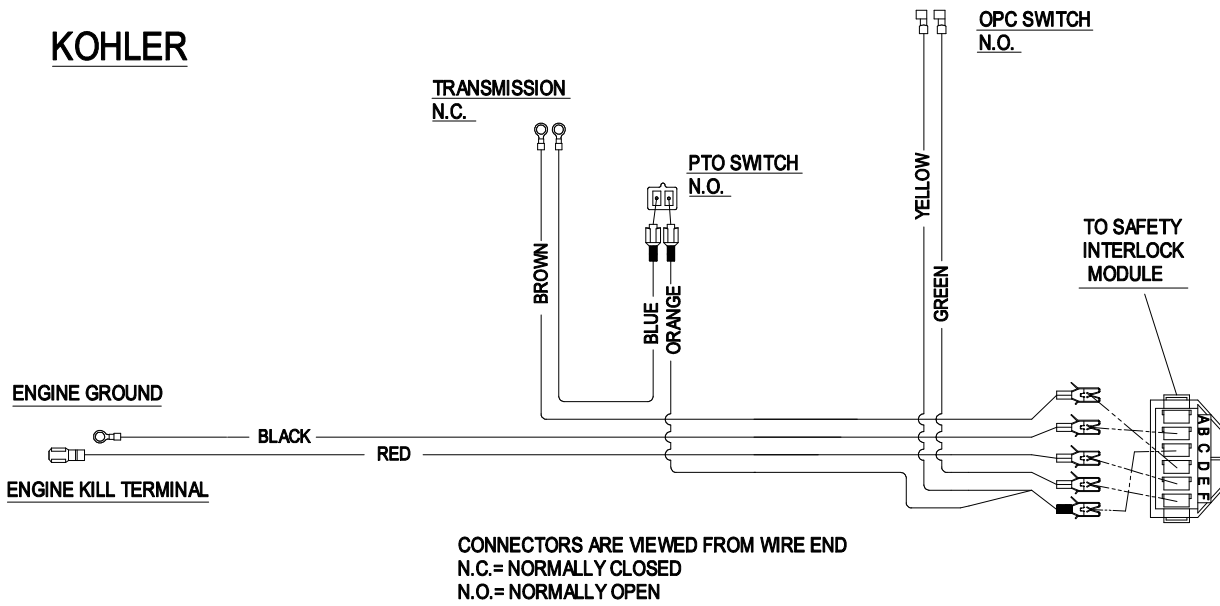 KOHLER
OPC SWITCH
N.O.
TRANSMISSION
N.C.
PTO SWITCH
N.O.
YELLOW
TO SAFETY
INTERLOCK
MODULE
BROWN
BLUE
ORANGE
GREEN
ENGINE GROUND
BLACK
RED
ENGINE KILL TERMINAL
A
B
C
D
E
F
CONNECTORS ARE VIEWED FROM WIRE END
N.C.= NORMALLY CLOSED
N.O.= NORMALLY OPEN